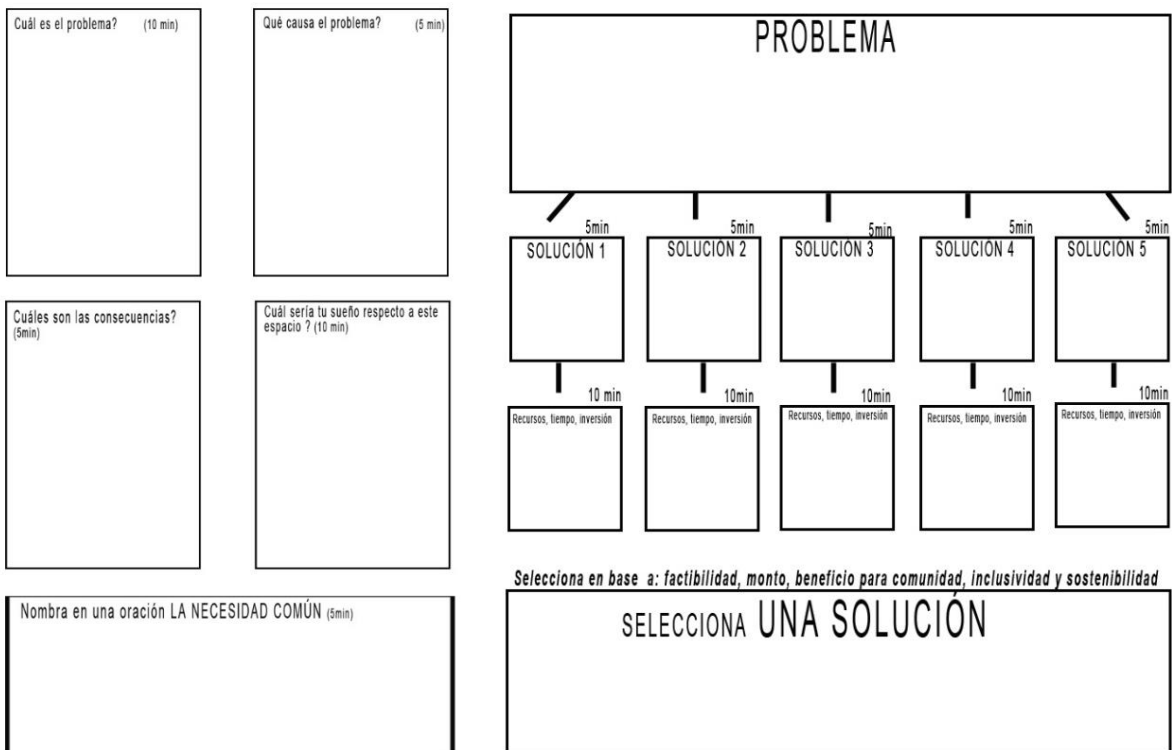 Cuál es el problema? (10 min)
Qué causa el problema? (5 min)
Cuáles son las consecuencias?
(5min)
Cuál sería tu sueño respecto a este
espacio ? (10 min)
Nombra en una oración LA NECESIDAD COMÚN (5min)
PROBLEMA
5min
5min
5min
5min
5min
SOLUCIÓN 1
SOLUCIÓN 2
SOLUCIÓN 3
SOLUCIÓN 4
SOLUCIÓN 5
10 min
10min
10min
10min
10min
Recursos, tiempo, inversión
Recursos, tiempo, inversión
Recursos, tiempo, inversión
Recursos, tiempo, inversión
Recursos, tiempo, inversión
Selecciona en base a: factibilidad, monto, beneficio para comunidad, inclusividad y sostenibilidad
SELECCIONA UNA SOLUCIÓN